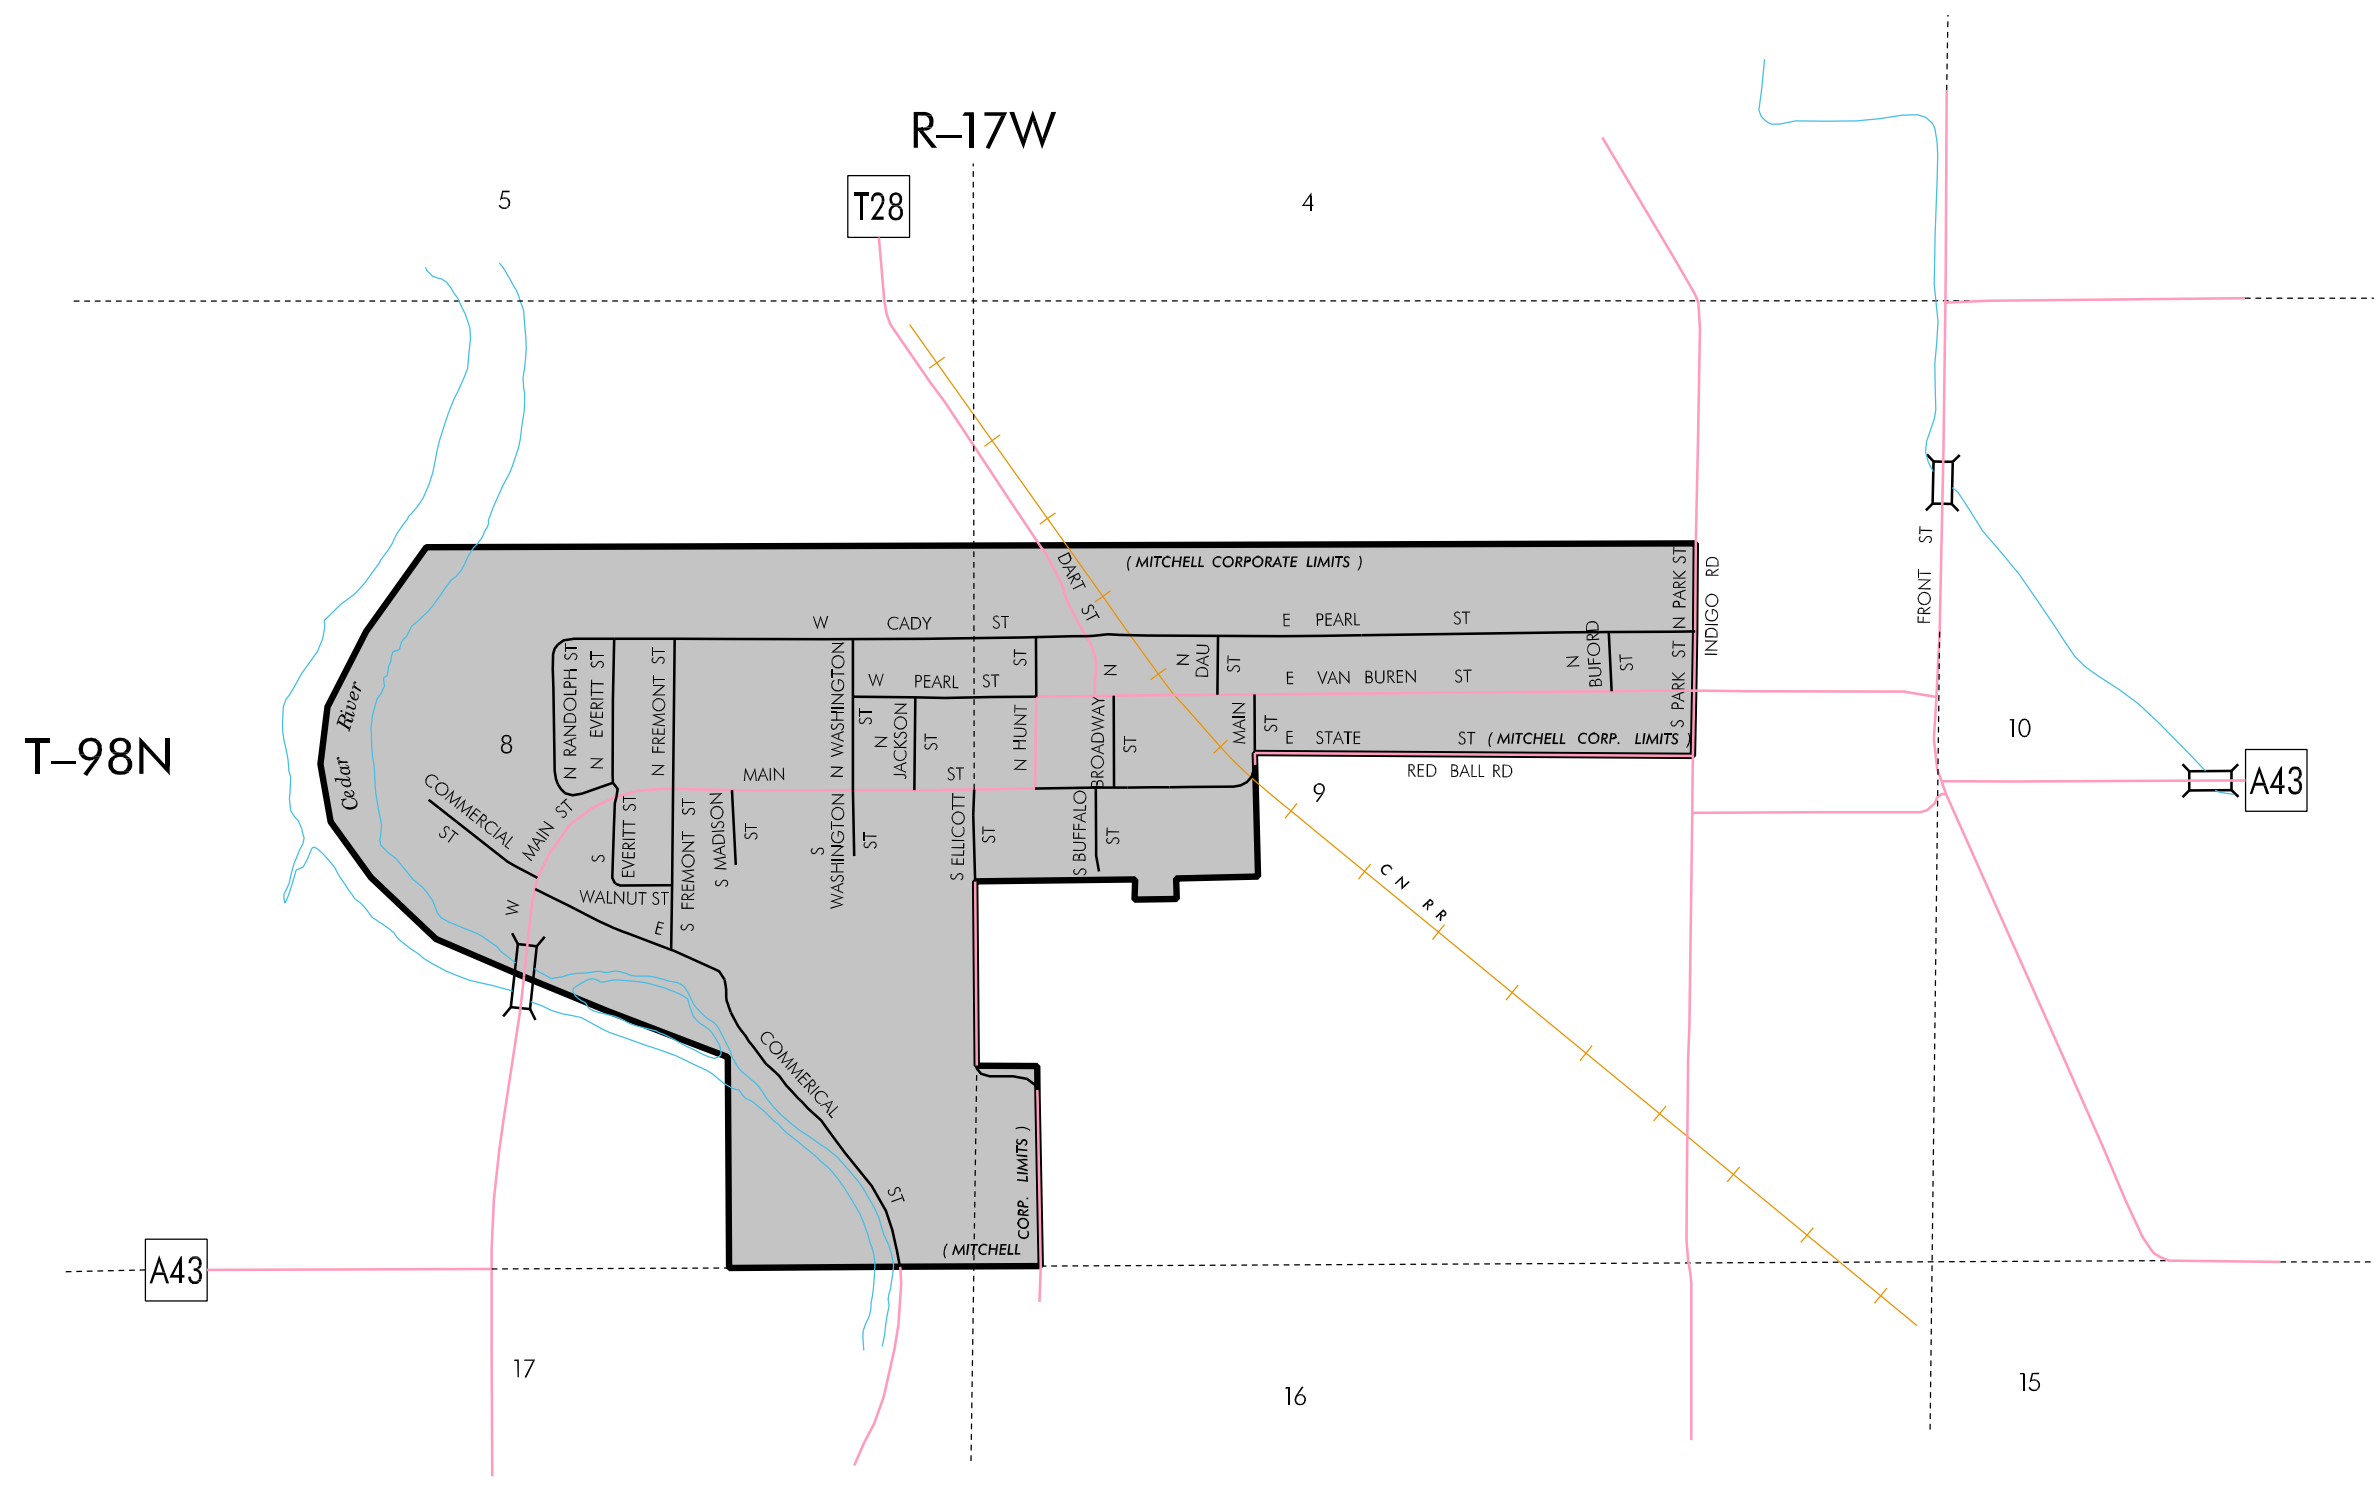 R–17W
5
T28
4
( MITCHELL CORPORATE LIMITS )
DART ST
N PARK ST
INDIGO RD
FRONT ST
W CADY ST
E PEARL ST
N RANDOLPH ST
N EVERITT ST
N FREMONT ST
N WASHINGTON ST
W PEARL ST
N HUNT ST
N BROADWAY ST
N DAU ST
E VAN BUREN ST
N BUFORD ST
S PARK ST
N JACKSON ST
MAIN ST
E STATE ST ( MITCHELL CORP. LIMITS )
RED BALL RD
Cedar River
T–98N
8
10
A43
9
COMMERCIAL ST
W MAIN ST
MAIN ST
S EVERITT ST
S FREMONT ST
S MADISON ST
S WASHINGTON ST
S ELLICOTT ST
S BUFFALO ST
E WALNUT ST
C N R R
COMMERICAL ST
( MITCHELL CORP. LIMITS )
A43
17
16
15